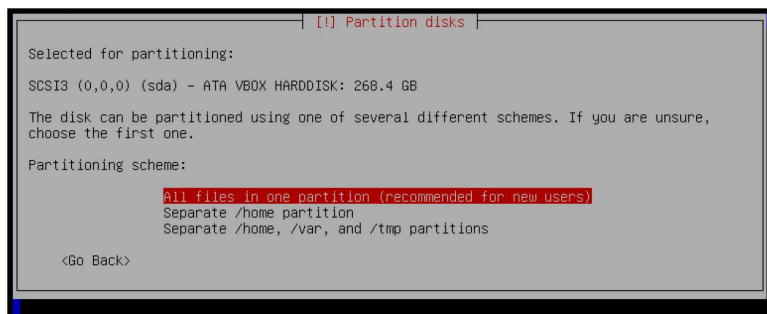 [!] Partition disks
Selected for partitioning:
SCSI3 (0,0,0) (sda) - ATA VBOX HARDDISK: 268.4 GB
The disk can be partitioned using one of several different schemes. If you are unsure,
choose the first one.
Partitioning scheme:
All files in one partition (recommended for new users)
Separate /home partition
Separate /home, /var, and /tmp partitions
<Go Back>